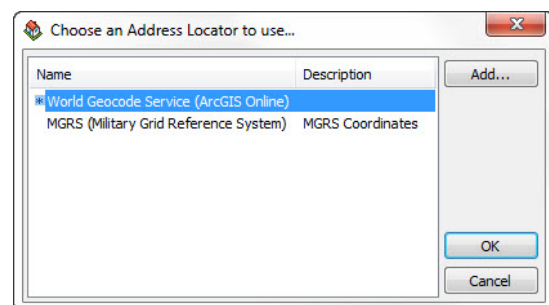 Choose an Address Locator to use...
Name Description Add...
World Geocode Service (ArcGIS Online)
MGRS (Military Grid Reference System) MGRS Coordinates
OK
Cancel